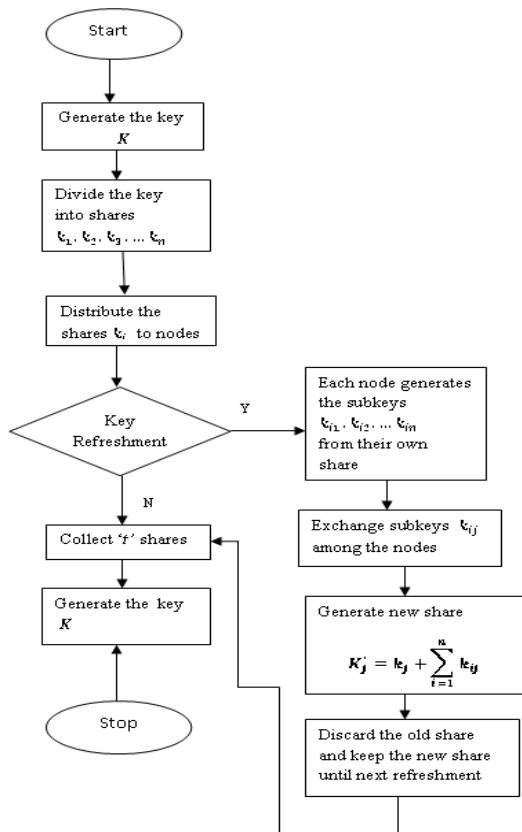 Start
Generate the key
K
Divide the key
into shares
k₁, k₂, k₃, ... kₙ
Distribute the
shares kᵢ to nodes
Key
Refreshment
Y
N
Collect ‘t’ shares
Generate the key
K
Stop
Each node generates
the subkeys
kᵢ₁, kᵢ₂, ... kᵢₙ
from their own
share
Exchange subkeys kᵢⱼ
among the nodes
Generate new share
K'ⱼ = kⱼ + ∑ⁿᵢ₌₁ kᵢⱼ
Discard the old share
and keep the new share
until next refreshment